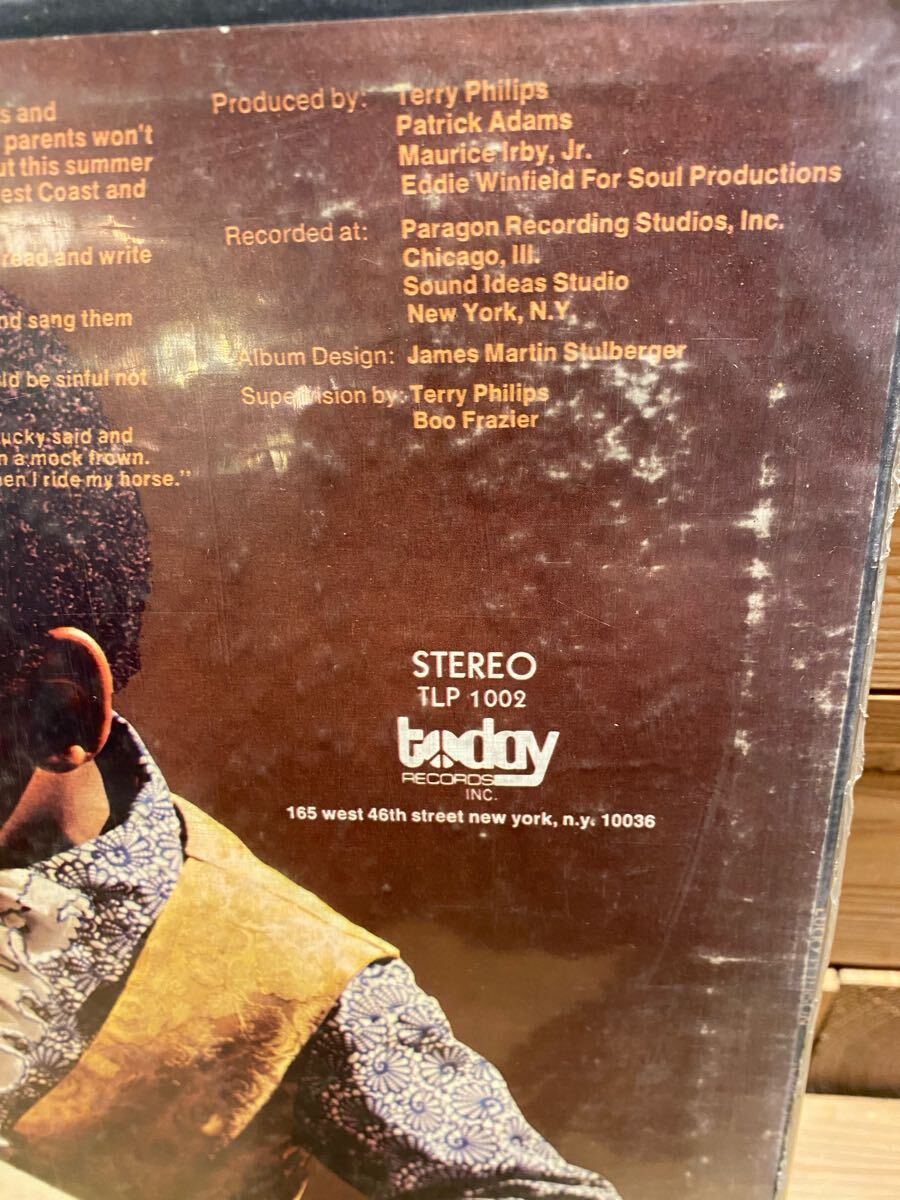 s and
parents won't
ut this summer
est Coast and
read and write
nd sang them
ld be sinful not
ucky said and
n a mock frown.
en I ride my horse."
Produced by: Terry Philips
Patrick Adams
Maurice Irby, Jr.
Eddie Winfield For Soul Productions
Recorded at: Paragon Recording Studios, Inc.
Chicago, Ill.
Sound Ideas Studio
New York, N.Y.
Album Design: James Martin Stulberger
Supervision by: Terry Philips
Boo Frazier
STEREO
TLP 1002
today
RECORDS
INC.
165 west 46th street new york, n.y. 10036